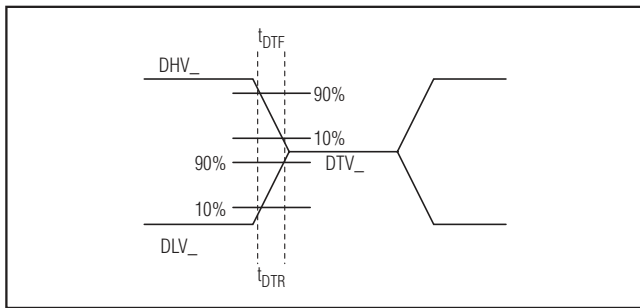 tDTF
DHV_
90%
10%
90%
DTV_
10%
DLV_
tDTR